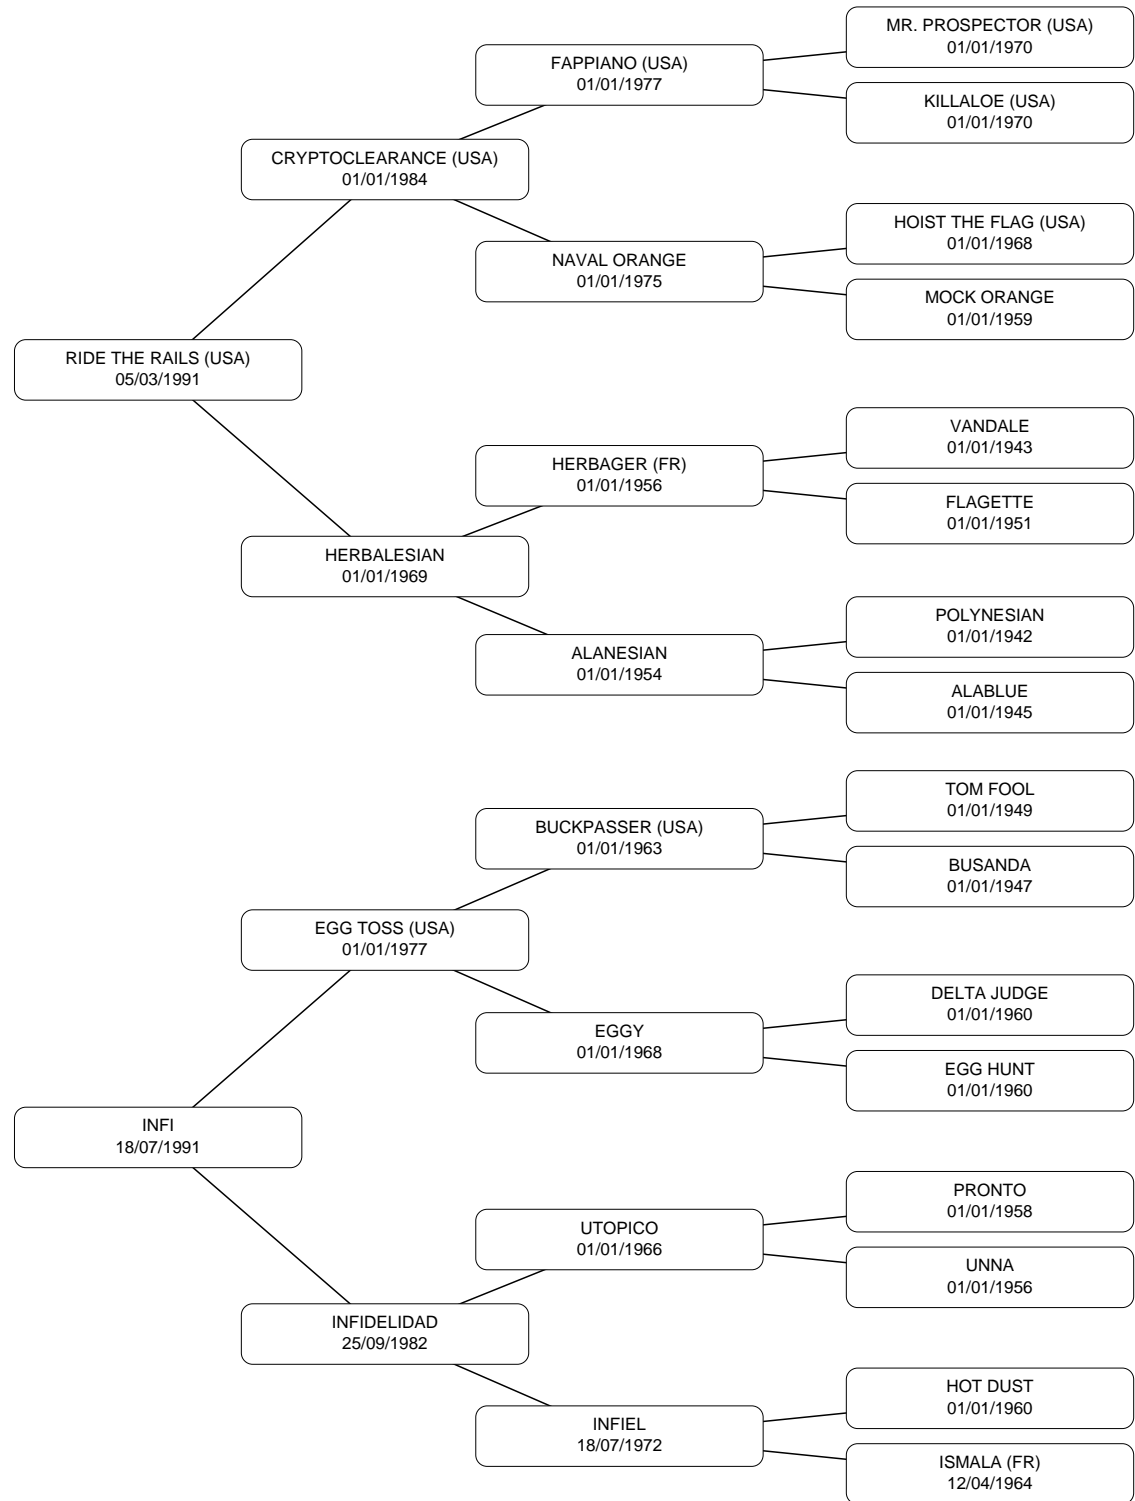 MR. PROSPECTOR (USA)
01/01/1970
FAPPIANO (USA)
01/01/1977
KILLALOE (USA)
01/01/1970
CRYPTOCLEARANCE (USA)
01/01/1984
HOIST THE FLAG (USA)
01/01/1968
NAVAL ORANGE
01/01/1975
MOCK ORANGE
01/01/1959
RIDE THE RAILS (USA)
05/03/1991
VANDALE
01/01/1943
HERBAGER (FR)
01/01/1956
FLAGETTE
01/01/1951
HERBALESIAN
01/01/1969
POLYNESIAN
01/01/1942
ALANESIAN
01/01/1954
ALABLUE
01/01/1945
TOM FOOL
01/01/1949
BUCKPASSER (USA)
01/01/1963
BUSANDA
01/01/1947
EGG TOSS (USA)
01/01/1977
DELTA JUDGE
01/01/1960
EGGY
01/01/1968
EGG HUNT
01/01/1960
INFI
18/07/1991
PRONTO
01/01/1958
UTOPICO
01/01/1966
UNNA
01/01/1956
INFIDELIDAD
25/09/1982
HOT DUST
01/01/1960
INFIEL
18/07/1972
ISMALA (FR)
12/04/1964